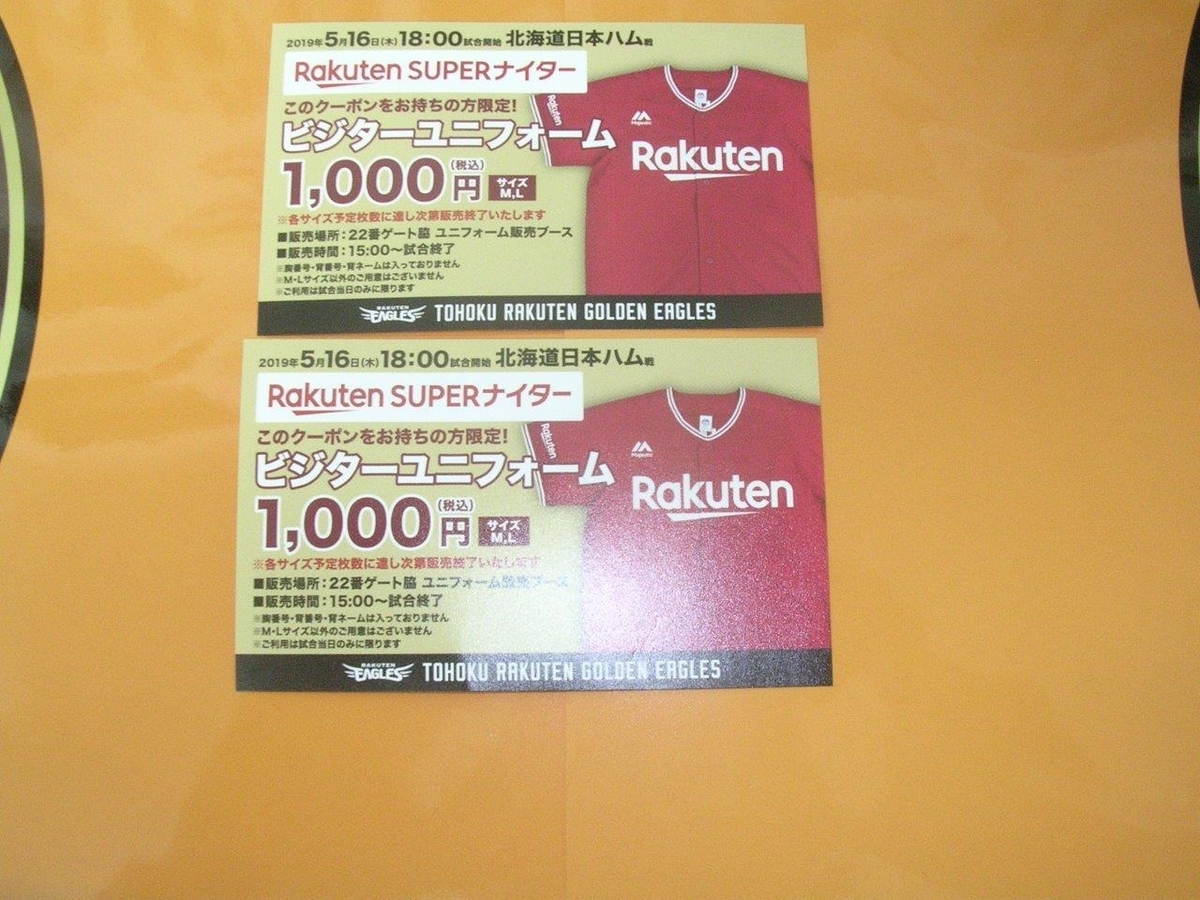 2019年5月16日(木)18:00試合開始 北海道日本ハム戦
Rakuten SUPERナイター
このクーポンをお持ちの方限定!
ビジターユニフォーム
1,000円(税込) サイズ M,L
※各サイズ予定枚数に達し次第販売終了いたします
■販売場所:22番ゲート脇 ユニフォーム販売ブース
■販売時間:15:00〜試合終了
※胸番号・背番号・背ネームは入っておりません
※M・Lサイズ以外のご用意はございません
※ご利用は試合当日のみに限ります
Rakuten
Majestic
Rakuten
RAKUTEN EAGLES TOHOKU RAKUTEN GOLDEN EAGLES
2019年5月16日(木)18:00試合開始 北海道日本ハム戦
Rakuten SUPERナイター
このクーポンをお持ちの方限定!
ビジターユニフォーム
1,000円(税込) サイズ M,L
※各サイズ予定枚数に達し次第販売終了いたします
■販売場所:22番ゲート脇 ユニフォーム販売ブース
■販売時間:15:00〜試合終了
※胸番号・背番号・背ネームは入っておりません
※M・Lサイズ以外のご用意はございません
※ご利用は試合当日のみに限ります
Rakuten
Majestic
Rakuten
RAKUTEN EAGLES TOHOKU RAKUTEN GOLDEN EAGLES